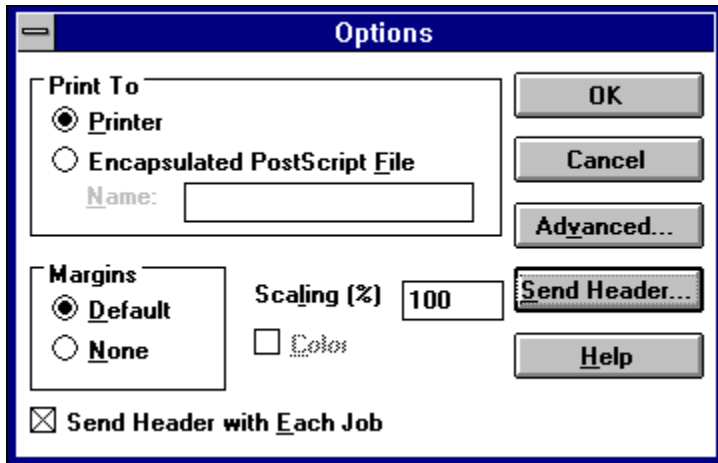 Options
Print To
Printer
Encapsulated PostScript File
Name:
OK
Cancel
Advanced...
Margins
Default
None
Scaling (%) 100
Color
Send Header...
Help
Send Header with Each Job